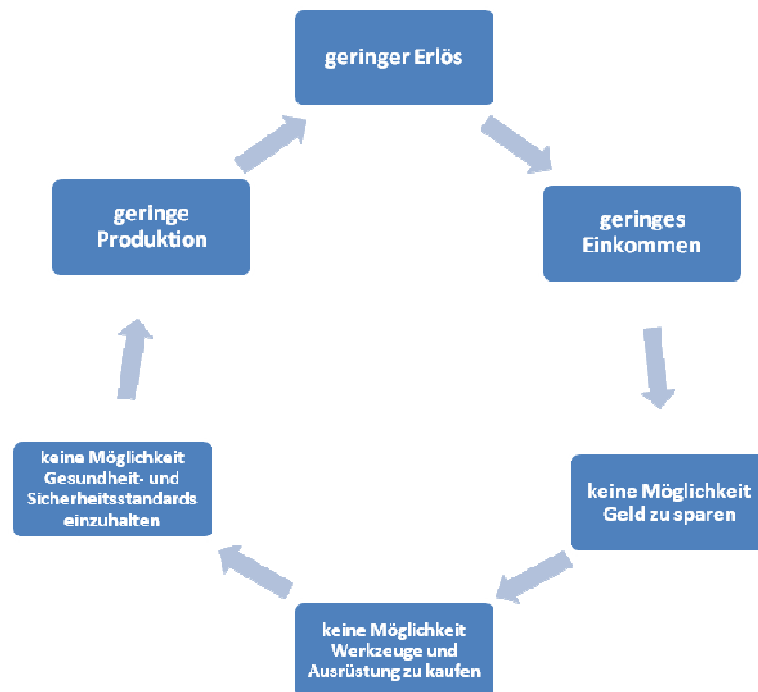 geringer Erlös
geringes
Einkommen
keine Möglichkeit
Geld zu sparen
keine Möglichkeit
Werkzeuge und
Ausrüstung zu kaufen
keine Möglichkeit
Gesundheit- und
Sicherheitsstandards
einzuhalten
geringe
Produktion